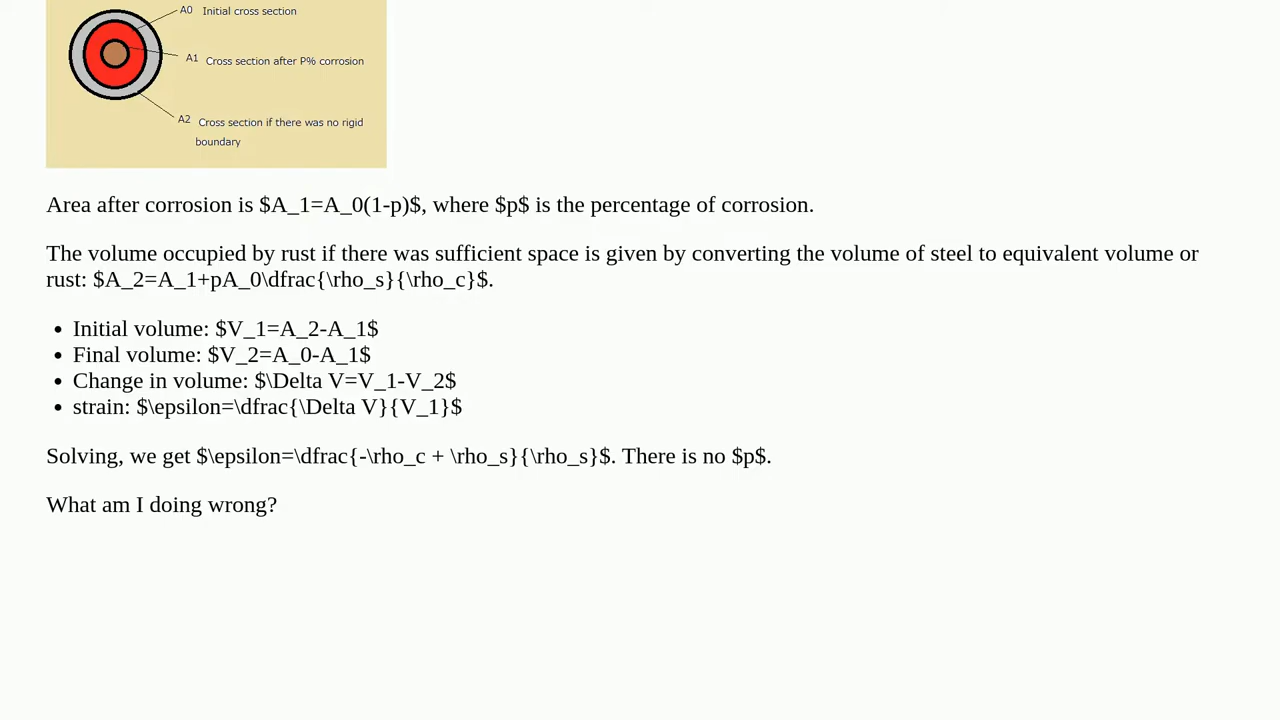 A0 Initial cross section
A1 Cross section after P% corrosion
A2 Cross section if there was no rigid
boundary
Area after corrosion is $A_1=A_0(1-p)$, where $p$ is the percentage of corrosion.
The volume occupied by rust if there was sufficient space is given by converting the volume of steel to equivalent volume or
rust: $A_2=A_1+pA_0\dfrac{\rho_s}{\rho_c}$.
• Initial volume: $V_1=A_2-A_1$
• Final volume: $V_2=A_0-A_1$
• Change in volume: $\Delta V=V_1-V_2$
• strain: $\epsilon=\dfrac{\Delta V}{V_1}$
Solving, we get $\epsilon=\dfrac{-\rho_c + \rho_s}{\rho_s}$. There is no $p$.
What am I doing wrong?